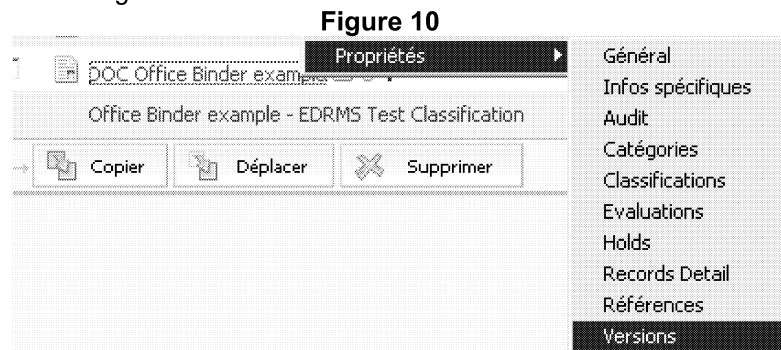 Figure 10
Propriétés
Général
DOC Office Binder example
Infos spécifiques
Office Binder example - EDRMS Test Classification
Audit
Catégories
Copier Déplacer Supprimer
Classifications
Evaluations
Holds
Records Detail
Références
Versions